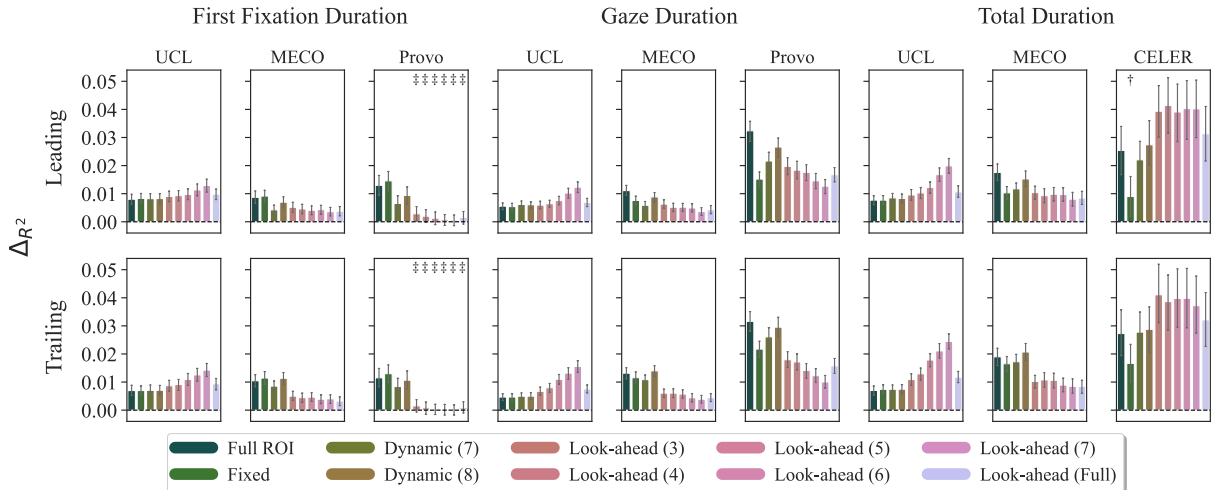 First Fixation Duration Gaze Duration Total Duration
UCL MECO Provo UCL MECO Provo UCL MECO CELER
‡‡‡‡‡‡ †
0.05
0.04
0.03
0.02
0.01
0.00
Leading
Δ_R²
‡‡‡‡‡‡
0.05
0.04
0.03
0.02
0.01
0.00
Trailing
Full ROI Dynamic (7) Look-ahead (3) Look-ahead (5) Look-ahead (7)
Fixed Dynamic (8) Look-ahead (4) Look-ahead (6) Look-ahead (Full)